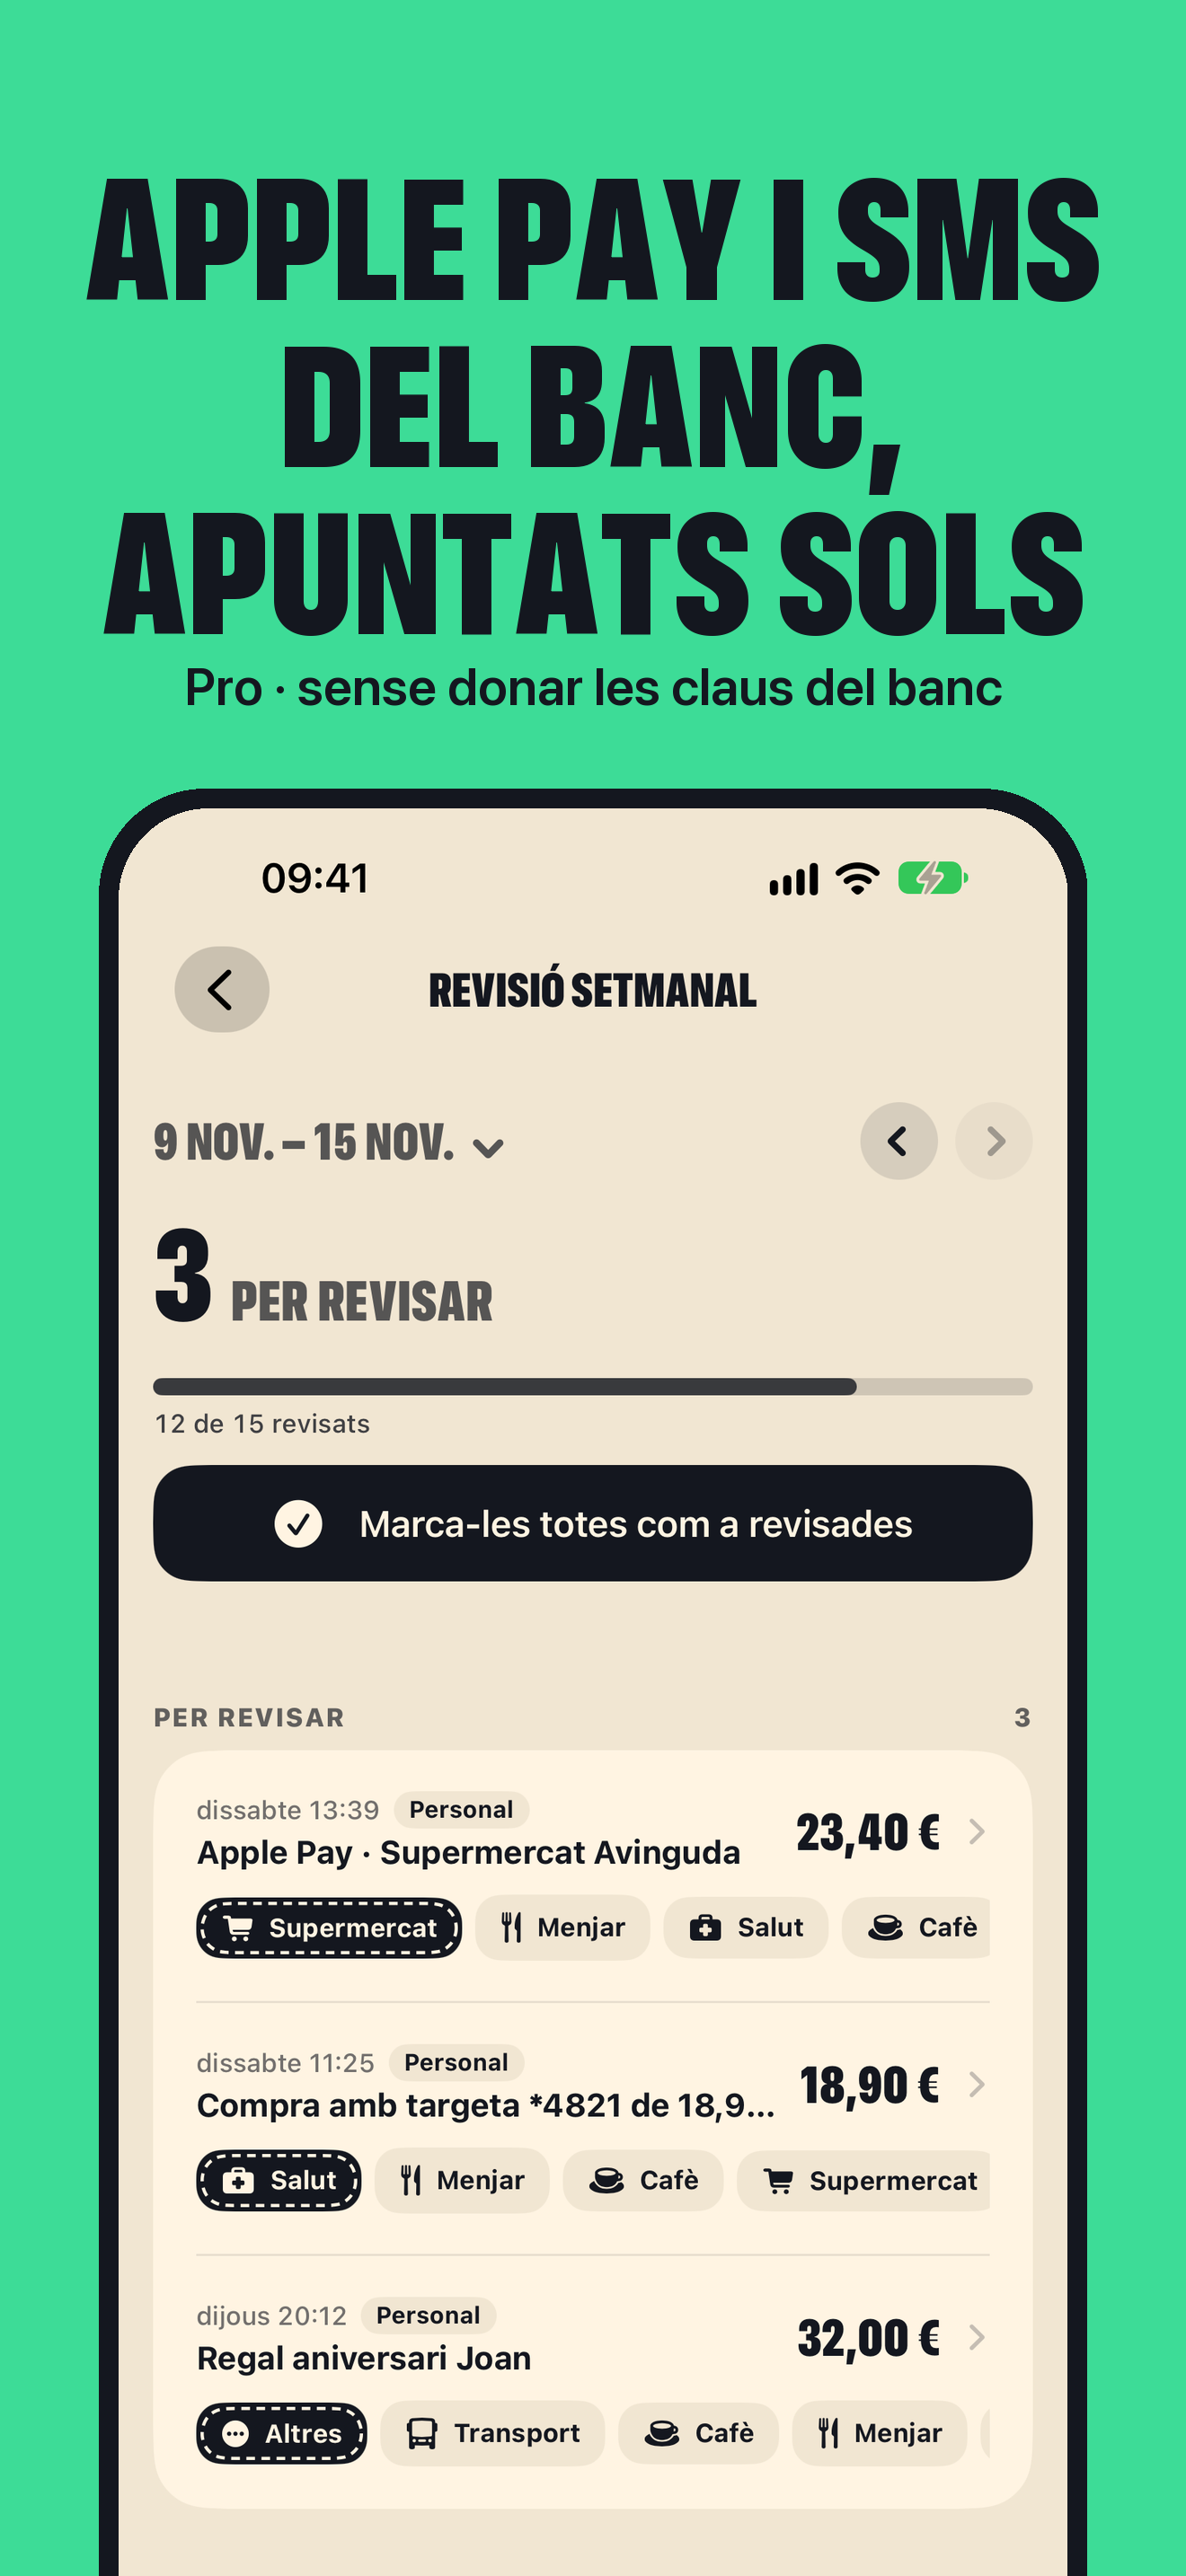 APPLE PAY I SMS
DEL BANC,
APUNTATS SOLS
Pro · sense donar les claus del banc
09:41
REVISIÓ SETMANAL
9 NOV. – 15 NOV.
3 PER REVISAR
12 de 15 revisats
Marca-les totes com a revisades
PER REVISAR 3
dissabte 13:39 Personal
Apple Pay · Supermercat Avinguda 23,40 €
Supermercat Menjar Salut Cafè
dissabte 11:25 Personal
Compra amb targeta *4821 de 18,9... 18,90 €
Salut Menjar Cafè Supermercat
dijous 20:12 Personal
Regal aniversari Joan 32,00 €
Altres Transport Cafè Menjar